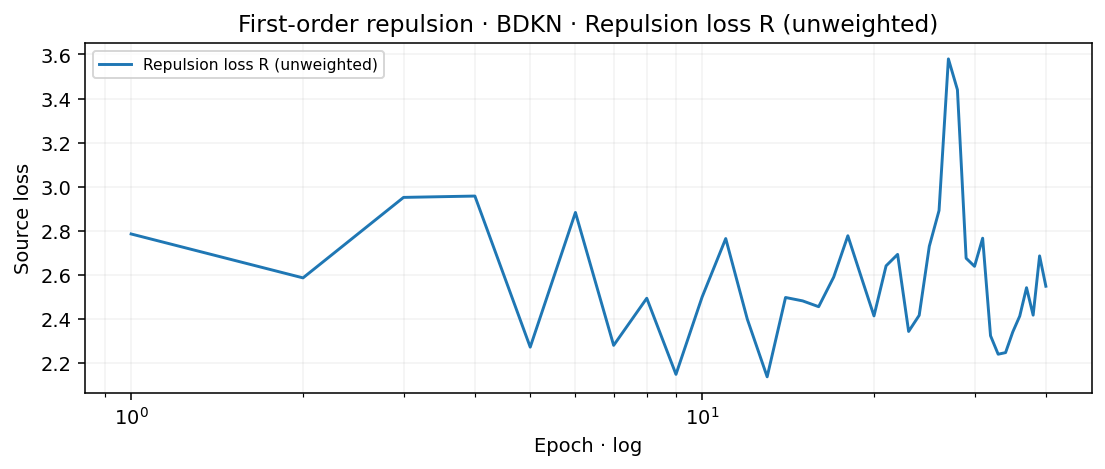 First-order repulsion · BDKN · Repulsion loss R (unweighted)
Repulsion loss R (unweighted)
Source loss
3.6
3.4
3.2
3.0
2.8
2.6
2.4
2.2
10⁰
10¹
Epoch · log